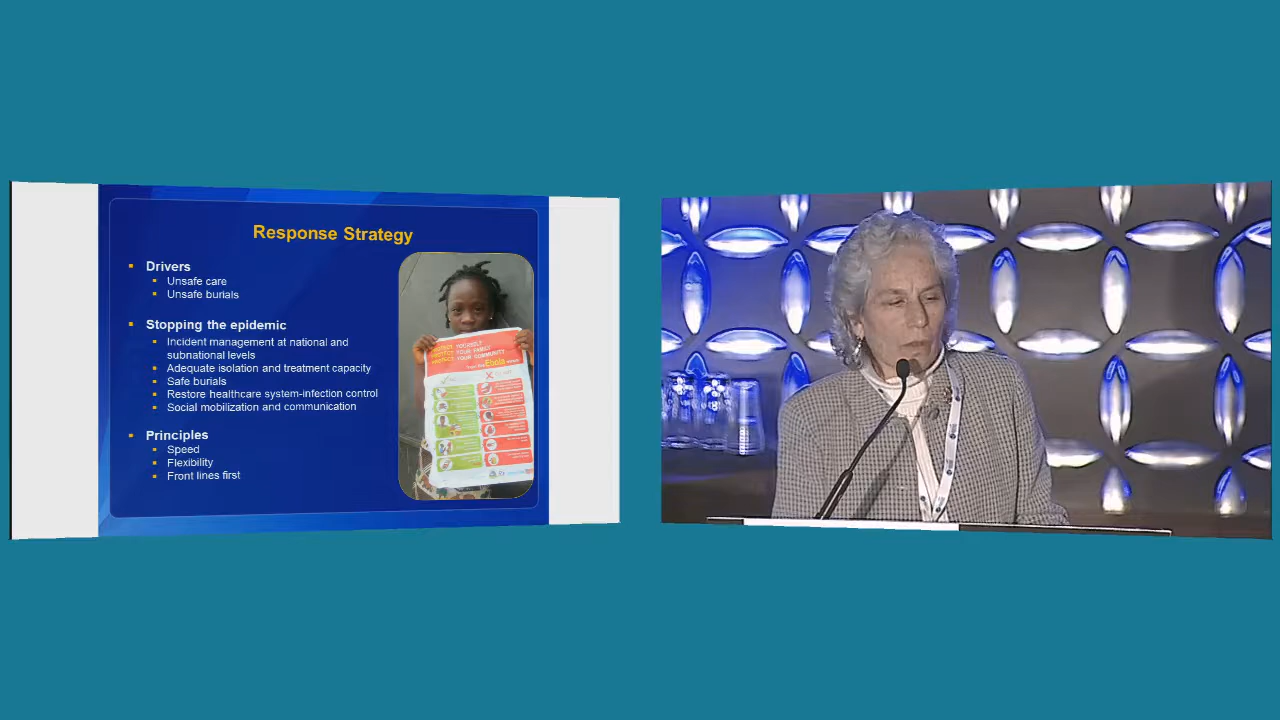 Response Strategy
Drivers
Unsafe care
Unsafe burials
Stopping the epidemic
Incident management at national and
subnational levels
Adequate isolation and treatment capacity
Safe burials
Restore healthcare system-infection control
Social mobilization and communication
Principles
Speed
Flexibility
Front lines first
PROTECT YOURSELF
PROTECT YOUR FAMILY
PROTECT YOUR COMMUNITY
Ebola